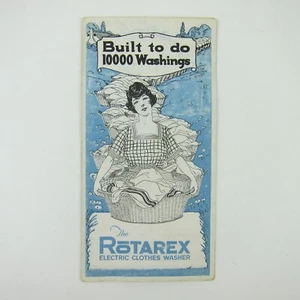 Built to do
10000 Washings
The
ROTAREX
ELECTRIC CLOTHES WASHER